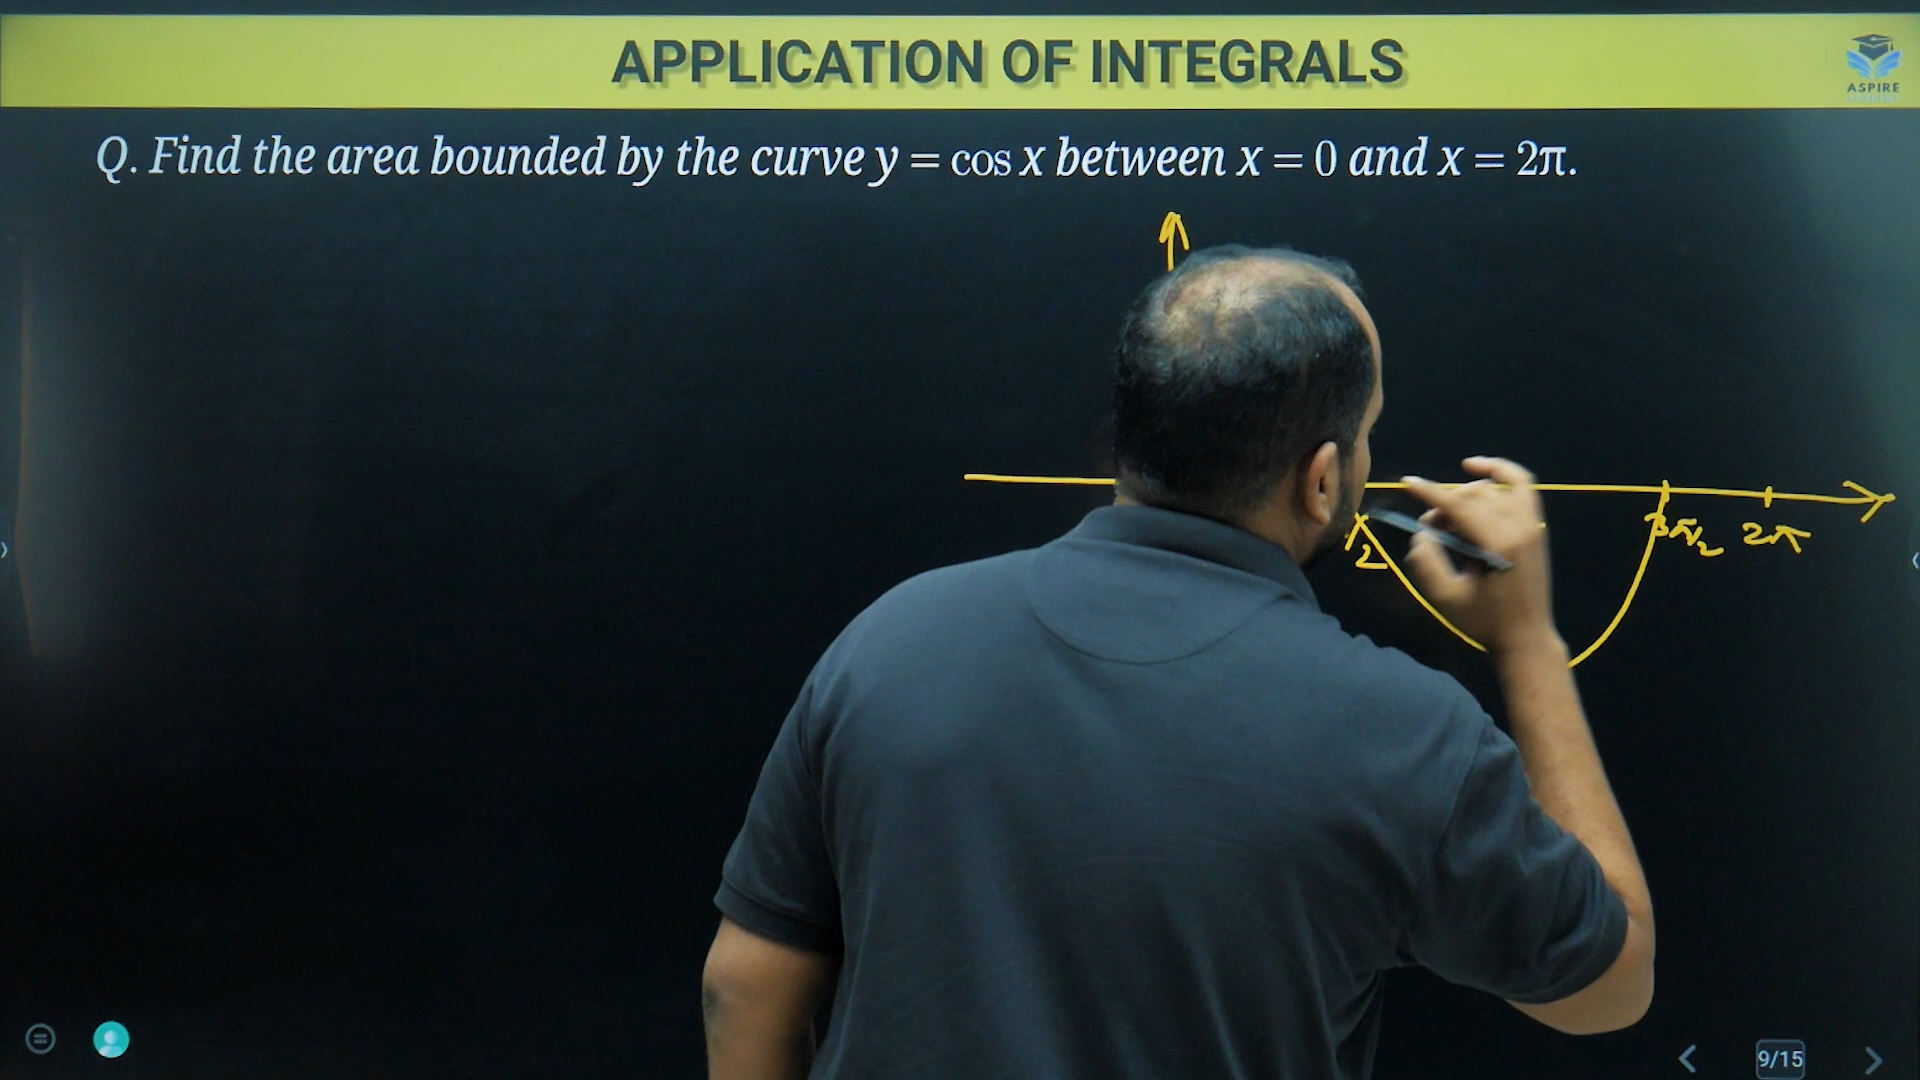 APPLICATION OF INTEGRALS
ASPIRE
Q. Find the area bounded by the curve y = cos x between x = 0 and x = 2π.
2
3π/2 2π
9/15